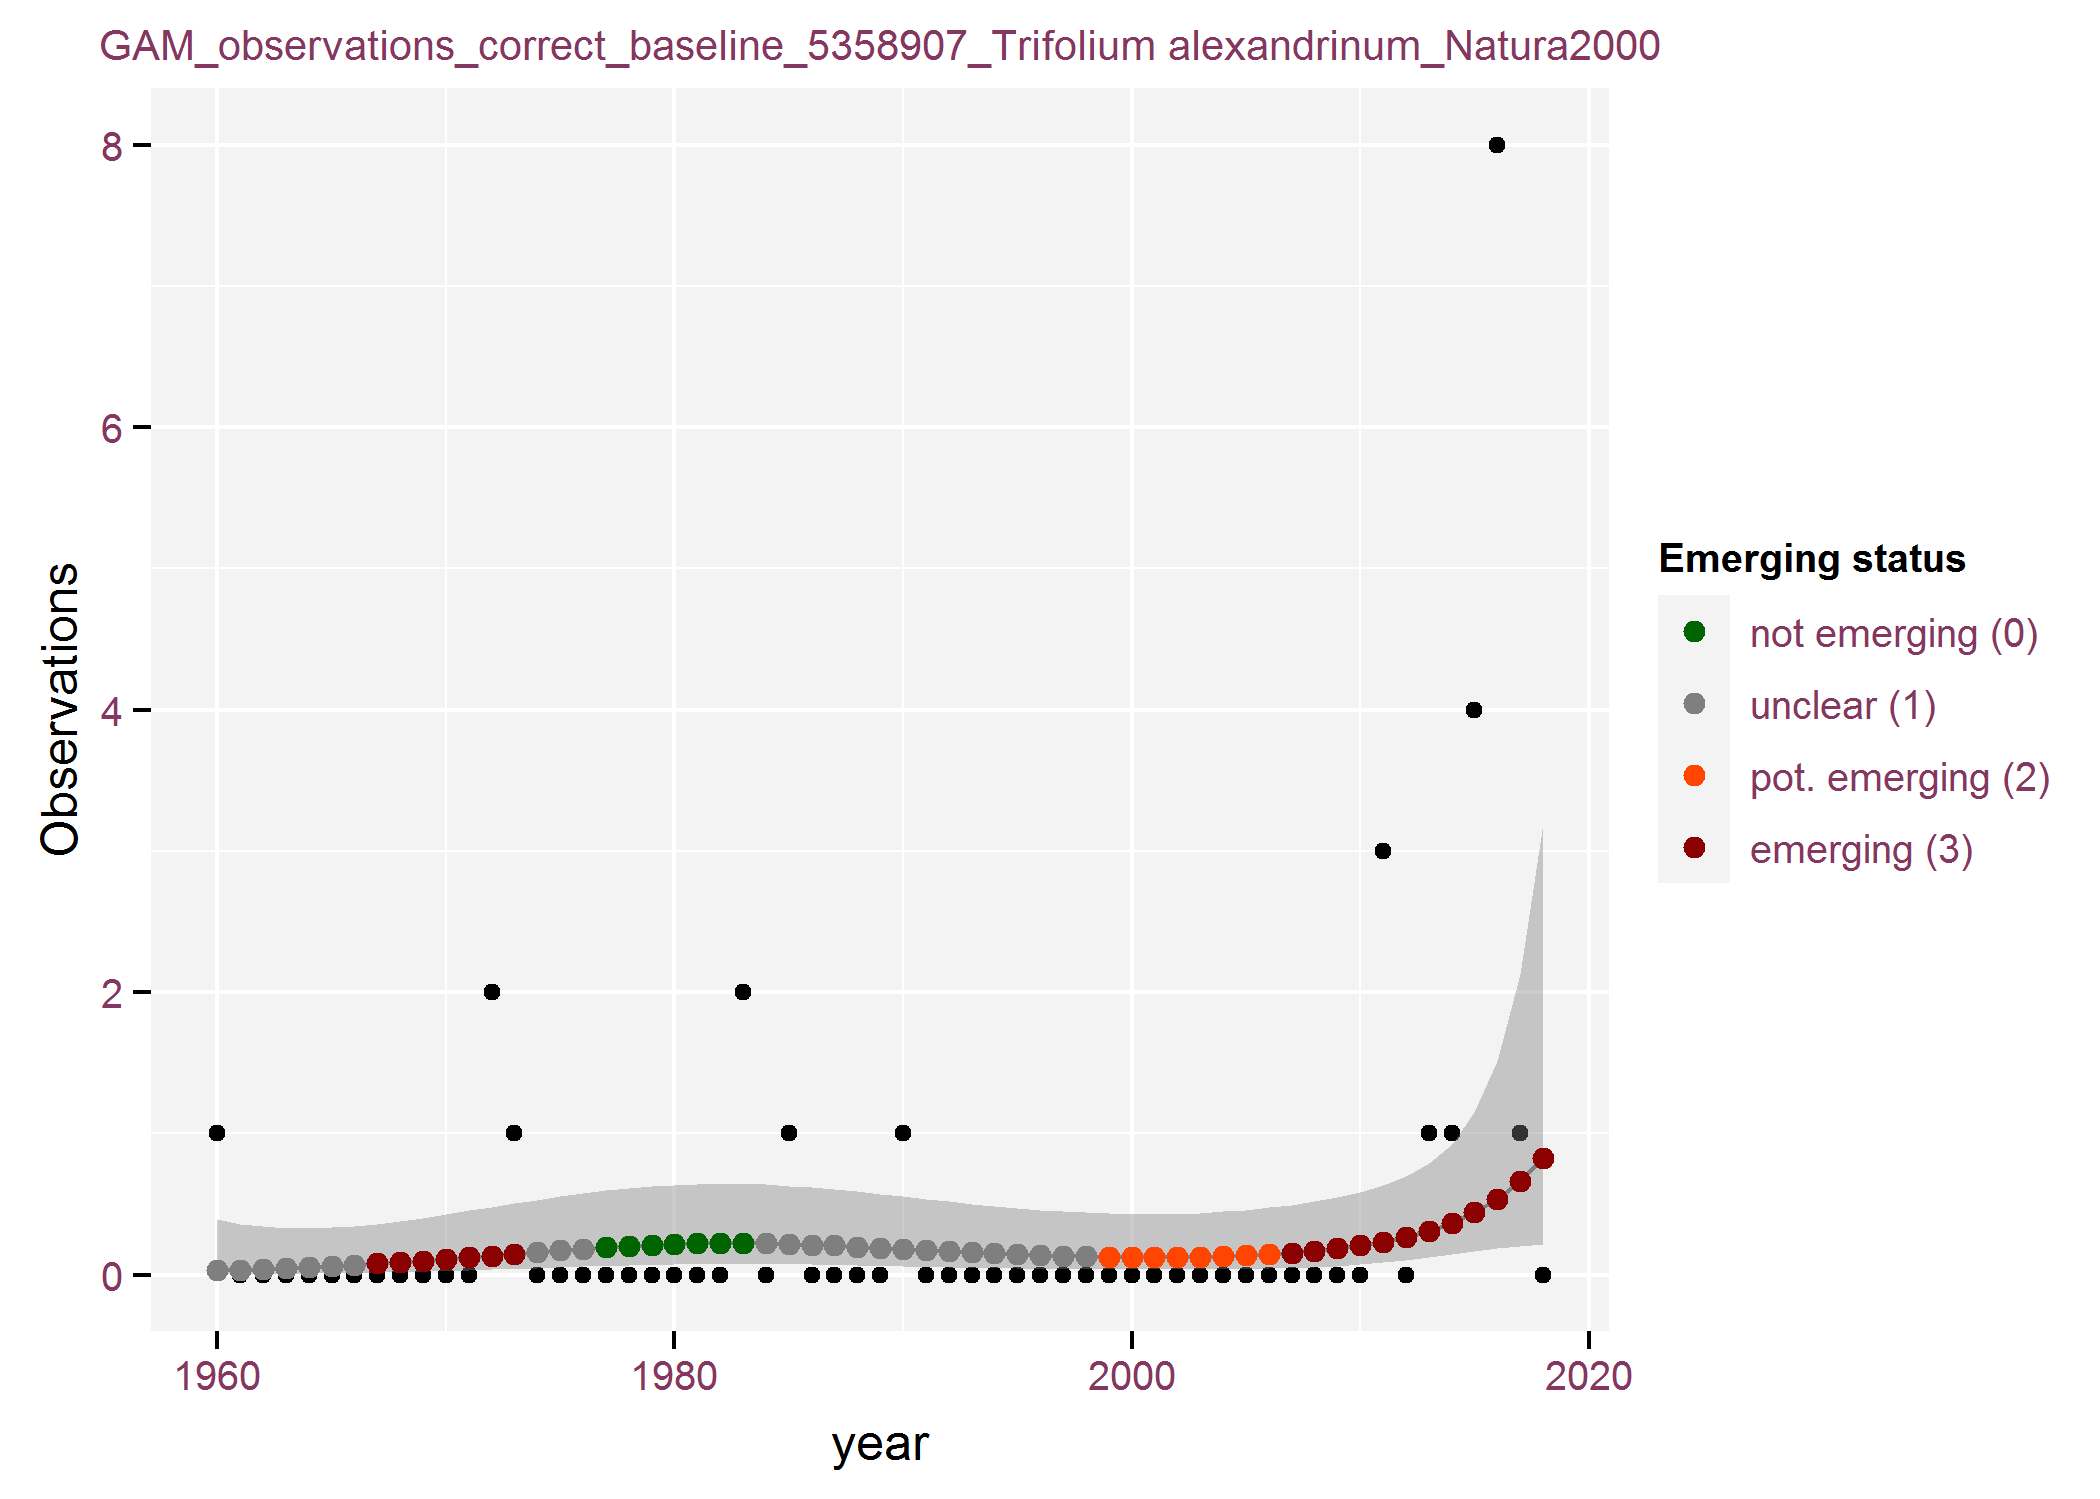 GAM_observations_correct_baseline_5358907_Trifolium alexandrinum_Natura2000
8
6
4
2
0
Observations
1960 1980 2000 2020
year
Emerging status
not emerging (0)
unclear (1)
pot. emerging (2)
emerging (3)